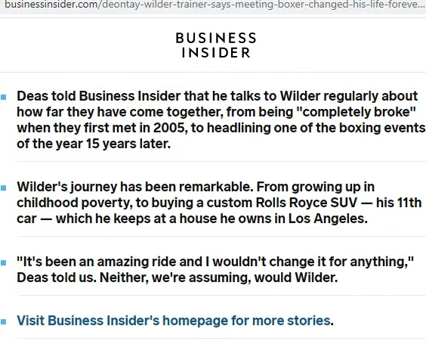 businessinsider.com/deontay-wilder-trainer-says-meeting-boxer-changed-his-life-foreve...
BUSINESS
INSIDER
Deas told Business Insider that he talks to Wilder regularly about
how far they have come together, from being "completely broke"
when they first met in 2005, to headlining one of the boxing events
of the year 15 years later.
Wilder's journey has been remarkable. From growing up in
childhood poverty, to buying a custom Rolls Royce SUV — his 11th
car — which he keeps at a house he owns in Los Angeles.
"It's been an amazing ride and I wouldn't change it for anything,"
Deas told us. Neither, we're assuming, would Wilder.
Visit Business Insider's homepage for more stories.